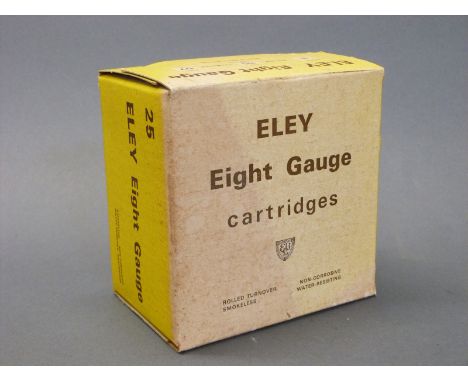 ELEY Eight Gauge
ELEY
Eight Gauge
cartridges
ROLLED TURNOVER
SMOKELESS
NON-CORROSIVE
WATER-RESISTING
25
ELEY Eight Gauge